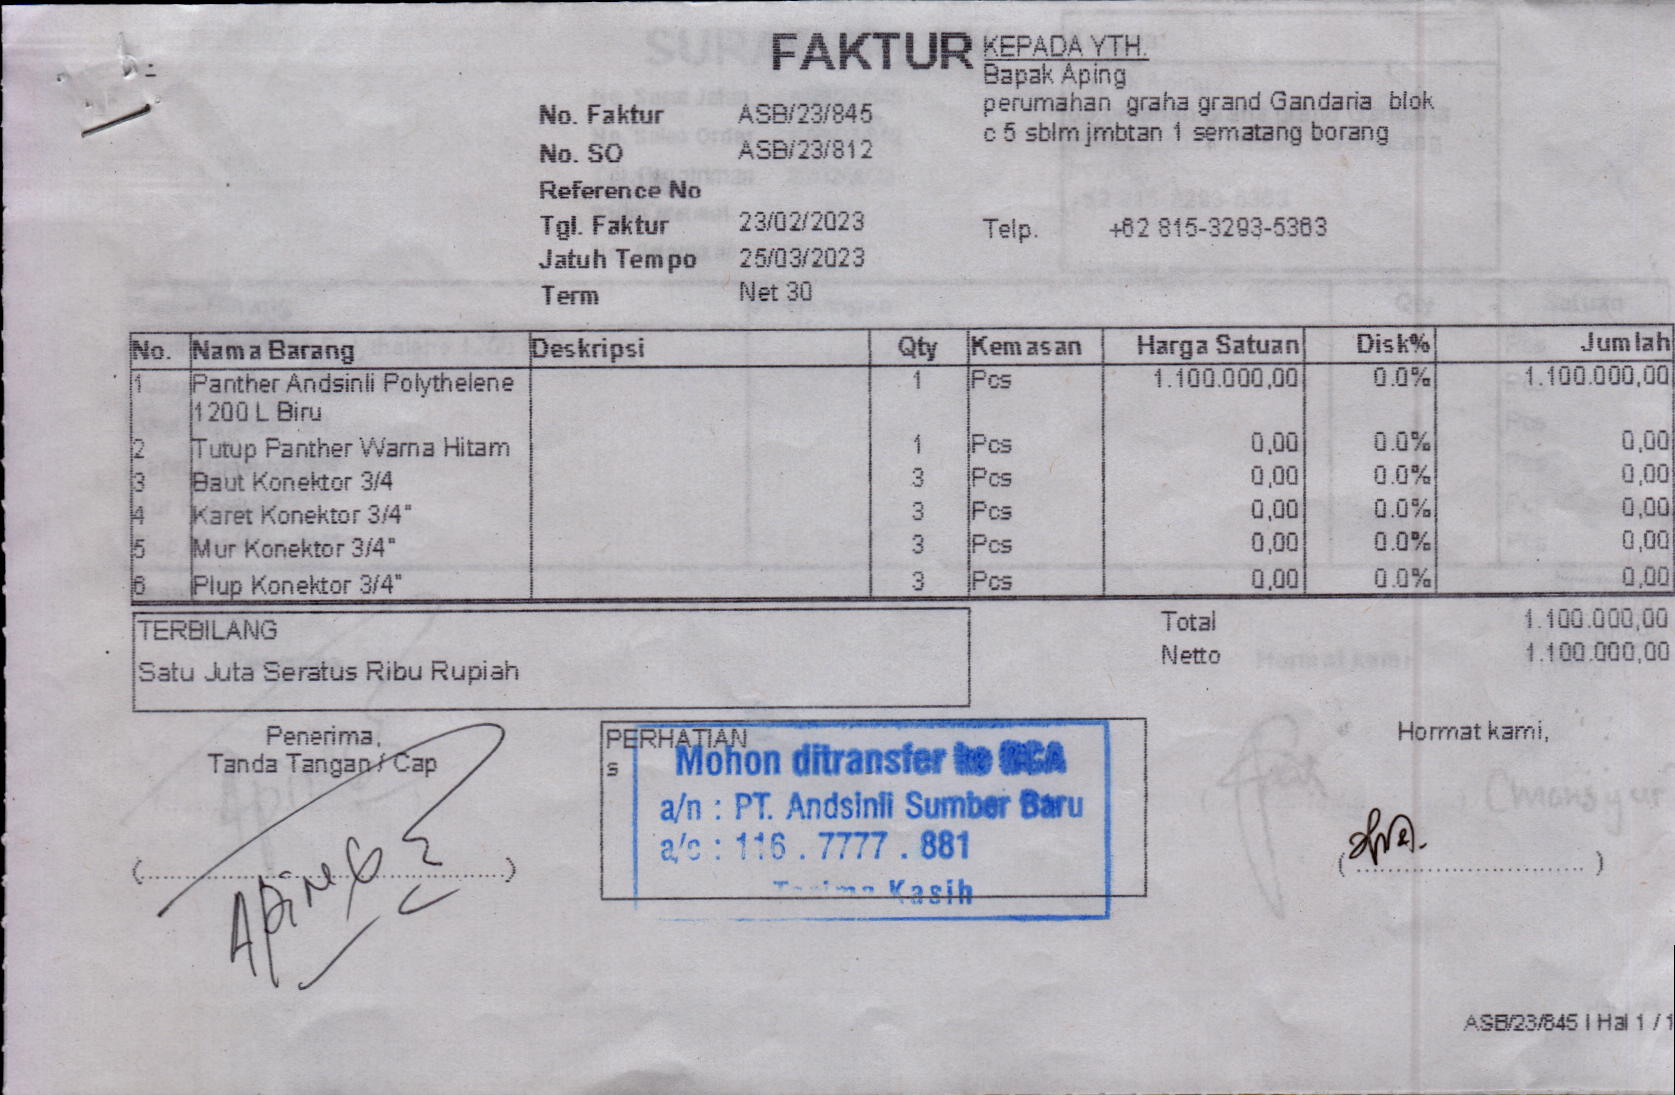 FAKTUR
KEPADA YTH.
Bapak Aping
perumahan graha grand Gandaria blok
c 5 sblm jmbtan 1 sematang borang
No. Faktur ASB/23/845
No. SO ASB/23/812
Reference No
Tgl. Faktur 23/02/2023
Telp. +62 815-3293-5363
Jatuh Tempo 25/03/2023
Term Net 30
No. Nama Barang Deskripsi Qty Kemasan Harga Satuan Disk% Jumlah
1 Panther Andsinli Polythelene 1 Pcs 1.100.000,00 0.0% 1.100.000,00
1200 L Biru
2 Tutup Panther Warna Hitam 1 Pcs 0,00 0.0% 0,00
3 Baut Konektor 3/4 3 Pcs 0,00 0.0% 0,00
4 Karet Konektor 3/4" 3 Pcs 0,00 0.0% 0,00
5 Mur Konektor 3/4" 3 Pcs 0,00 0.0% 0,00
6 Plup Konektor 3/4" 3 Pcs 0,00 0.0% 0,00
TERBILANG
Satu Juta Seratus Ribu Rupiah
Total 1.100.000,00
Netto 1.100.000,00
Penerima,
Tanda Tangan / Cap
Aping
PERHATIAN
s
Mohon ditransfer ke BCA
a/n : PT. Andsinli Sumber Baru
a/c : 116 . 7777 . 881
Terima Kasih
Hormat kami,
ASB/23/845 | Hal 1 / 1